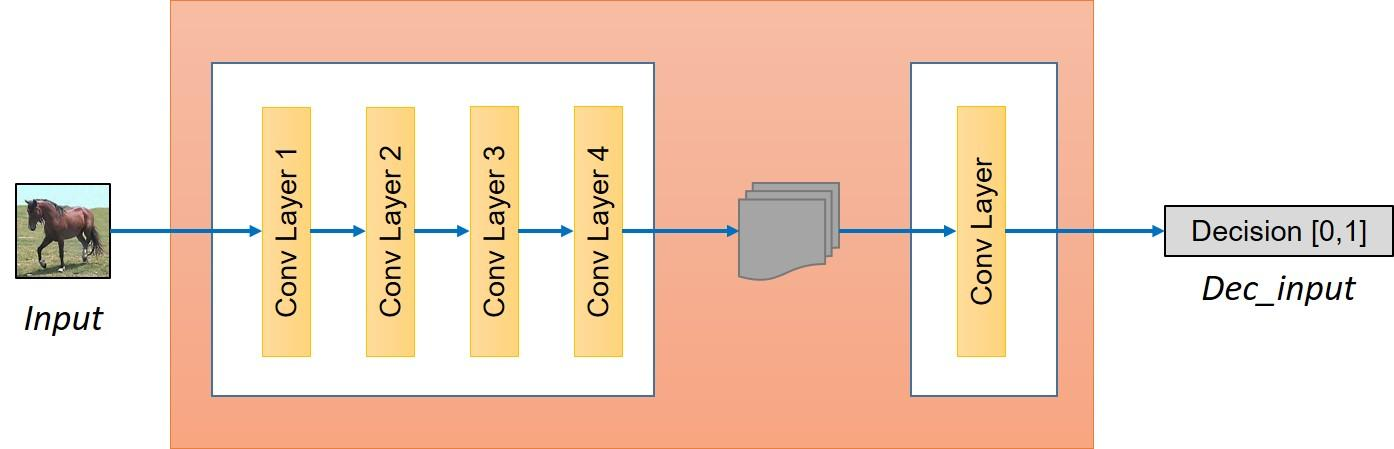 Input
Conv Layer 1
Conv Layer 2
Conv Layer 3
Conv Layer 4
Conv Layer
Decision [0,1]
Dec_input